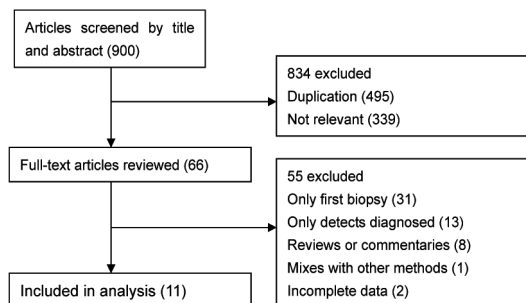 Articles screened by title
and abstract (900)
834 excluded
Duplication (495)
Not relevant (339)
Full-text articles reviewed (66)
55 excluded
Only first biopsy (31)
Only detects diagnosed (13)
Reviews or commentaries (8)
Mixes with other methods (1)
Incomplete data (2)
Included in analysis (11)